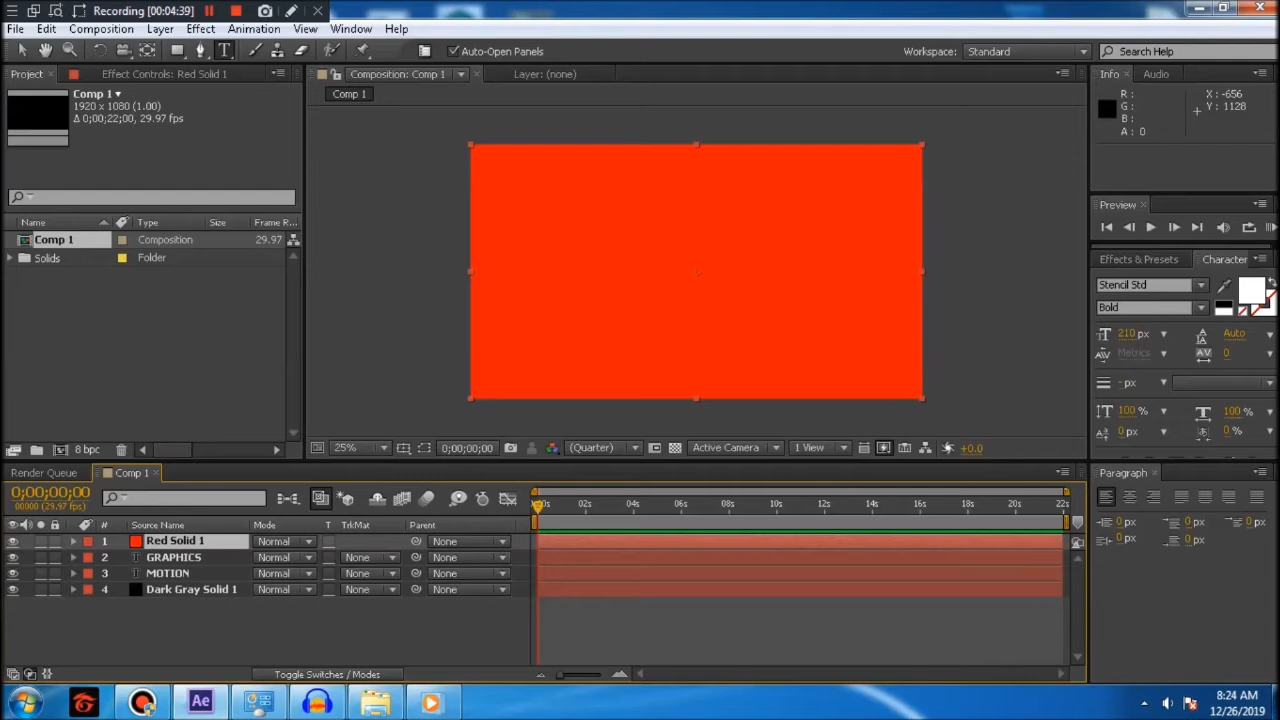 Recording [00:04:39]
File Edit Composition Layer Effect Animation View Window Help
Auto-Open Panels
Workspace: Standard
Search Help
Project
Effect Controls: Red Solid 1
Composition: Comp 1
Layer: (none)
Info
Audio
Comp 1
Comp 1
1920 x 1080 (1.00)
Δ 0;00;22;00, 29.97 fps
R :
G :
B :
A : 0
X : -656
Y : 1128
Preview
Name Type Size Frame R...
Comp 1 Composition 29.97
Solids Folder
Effects & Presets
Character
Stencil Std
Bold
210 px Auto
Metrics 0
- px
100 % 100 %
0 px 0 %
8 bpc
25% 0;00;00;00 (Quarter) Active Camera 1 View +0.0
Render Queue
Comp 1
Paragraph
0;00;00;00
00000 (29.97 fps)
02s 04s 06s 08s 10s 12s 14s 16s 18s 20s 22s
# Source Name Mode T TrkMat Parent
1 Red Solid 1 Normal None
2 T GRAPHICS Normal None None
3 T MOTION Normal None None
4 Dark Gray Solid 1 Normal None None
0 px 0 px 0 px
0 px 0 px
Toggle Switches / Modes
Ae
8:24 AM
12/26/2019